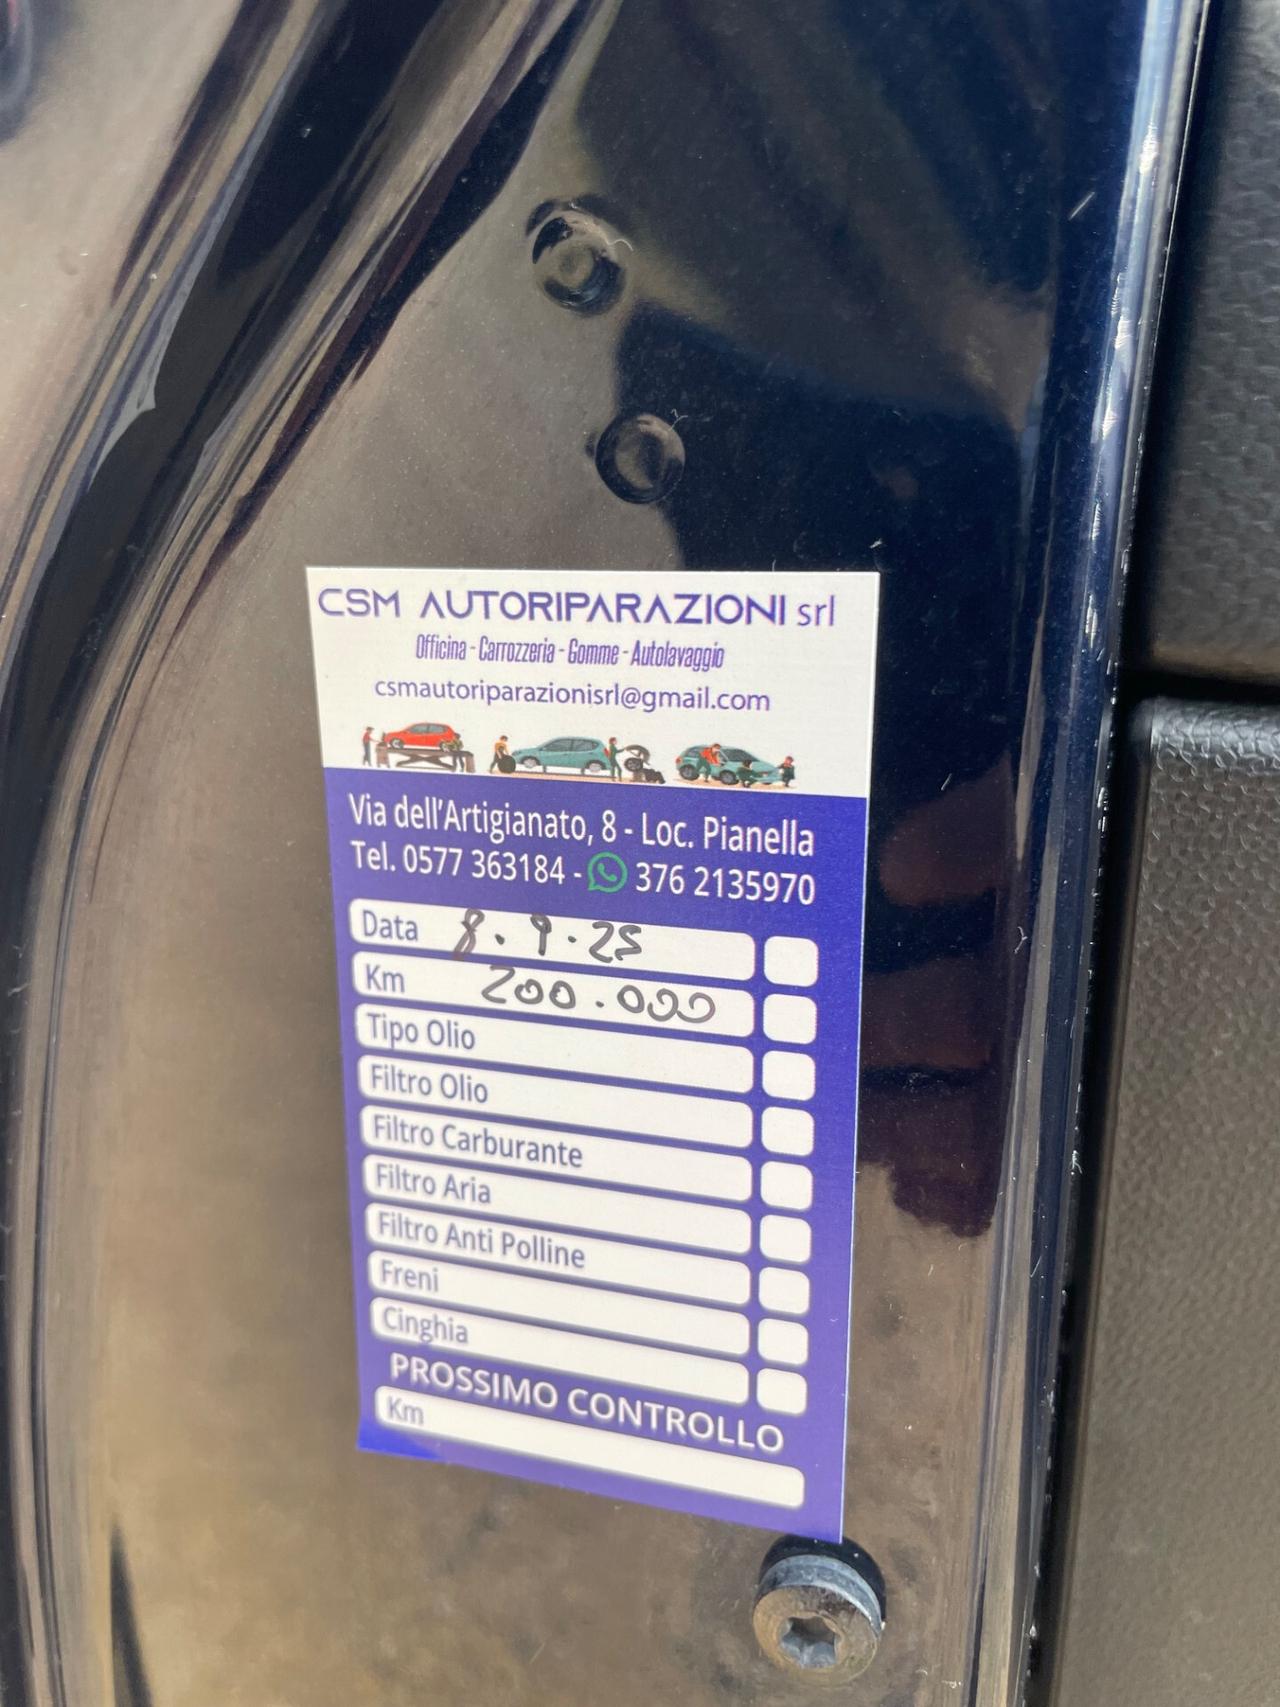 CSM AUTORIPARAZIONI srl
Officina - Carrozzeria - Gomme - Autolavaggio
csmautoriparazionisrl@gmail.com
Via dell'Artigianato, 8 - Loc. Pianella
Tel. 0577 363184 - 376 2135970
Data 8.9.25
Km 200.000
Tipo Olio
Filtro Olio
Filtro Carburante
Filtro Aria
Filtro Anti Polline
Freni
Cinghia
PROSSIMO CONTROLLO
Km